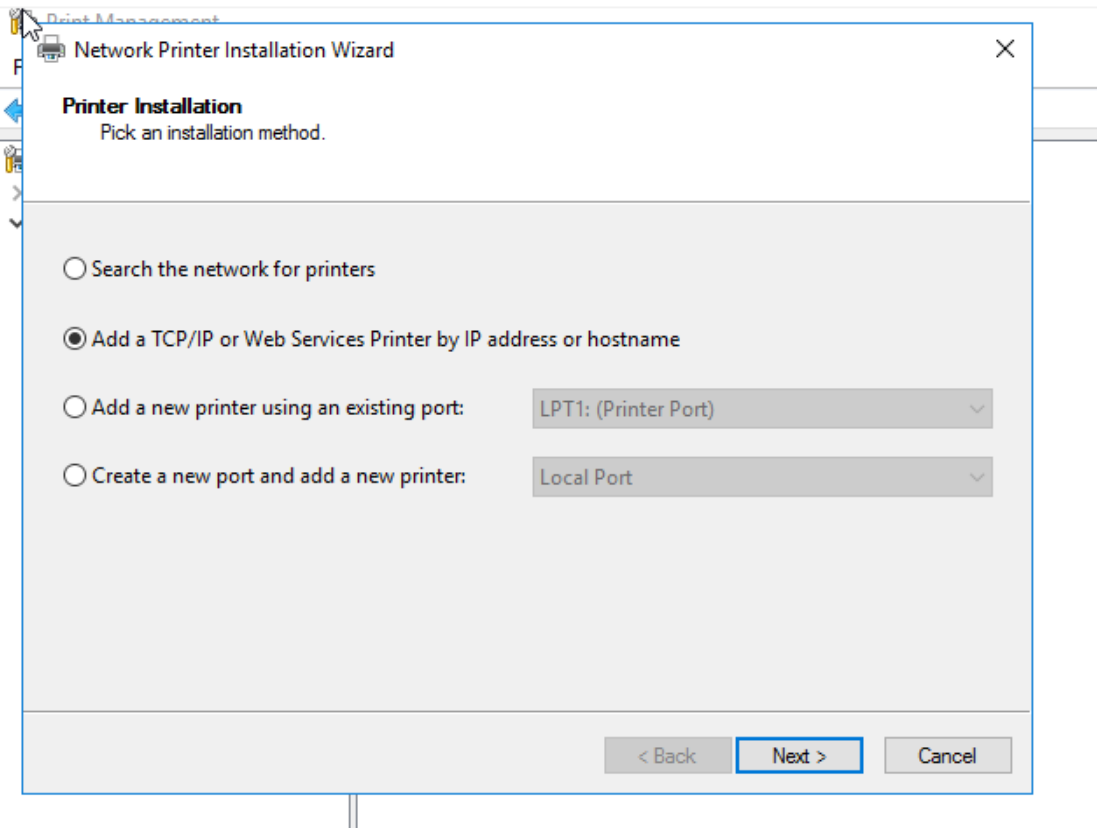 Print Management
Network Printer Installation Wizard
F
Printer Installation
Pick an installation method.
Search the network for printers
Add a TCP/IP or Web Services Printer by IP address or hostname
Add a new printer using an existing port: LPT1: (Printer Port)
Create a new port and add a new printer: Local Port
< Back Next > Cancel